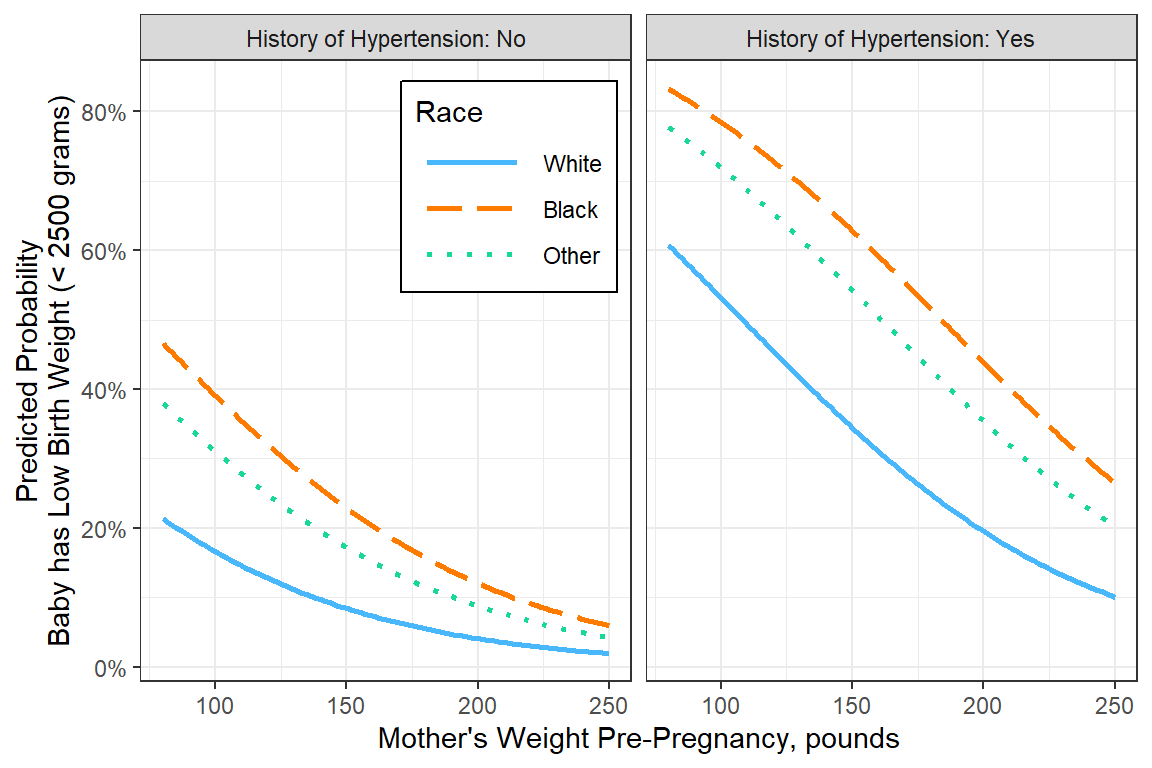 History of Hypertension: No
History of Hypertension: Yes
Predicted Probability
Baby has Low Birth Weight (< 2500 grams)
80%
60%
40%
20%
0%
Race
White
Black
Other
100
150
200
250
100
150
200
250
Mother's Weight Pre-Pregnancy, pounds